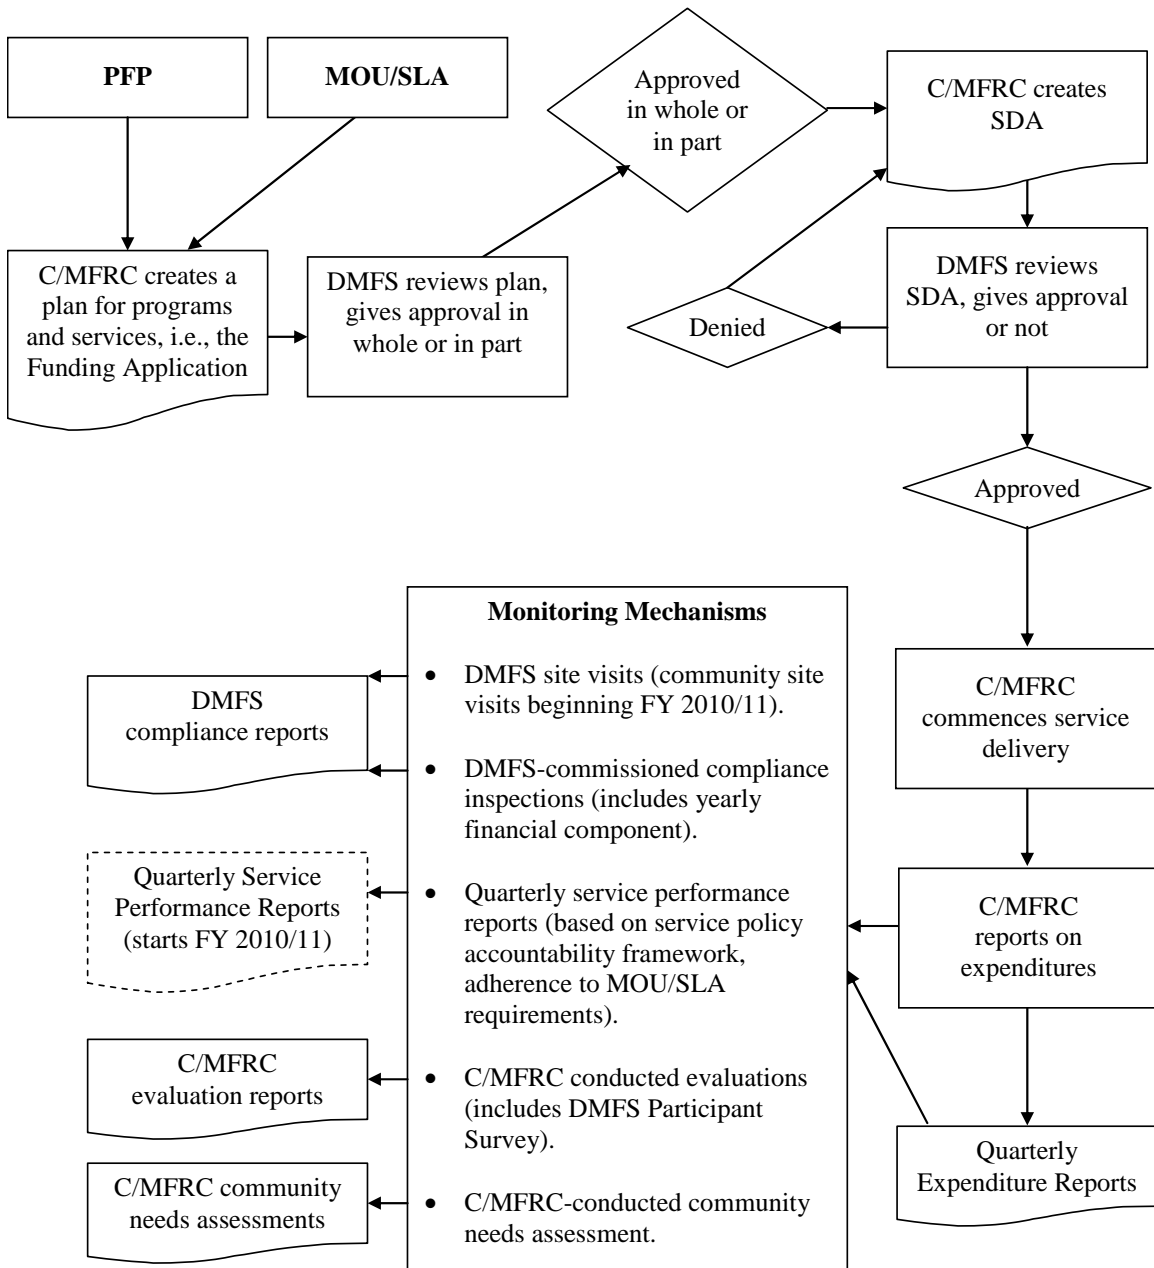 PFP
MOU/SLA
Approved
in whole or
in part
C/MFRC creates
SDA
C/MFRC creates a
plan for programs
and services, i.e., the
Funding Application
DMFS reviews plan,
gives approval in
whole or in part
Denied
DMFS reviews
SDA, gives approval
or not
Approved
Monitoring Mechanisms
• DMFS site visits (community site
visits beginning FY 2010/11).
• DMFS-commissioned compliance
inspections (includes yearly
financial component).
• Quarterly service performance
reports (based on service policy
accountability framework,
adherence to MOU/SLA
requirements).
• C/MFRC conducted evaluations
(includes DMFS Participant
Survey).
• C/MFRC-conducted community
needs assessment.
DMFS
compliance reports
Quarterly Service
Performance Reports
(starts FY 2010/11)
C/MFRC
evaluation reports
C/MFRC community
needs assessments
C/MFRC
commences service
delivery
C/MFRC
reports on
expenditures
Quarterly
Expenditure Reports